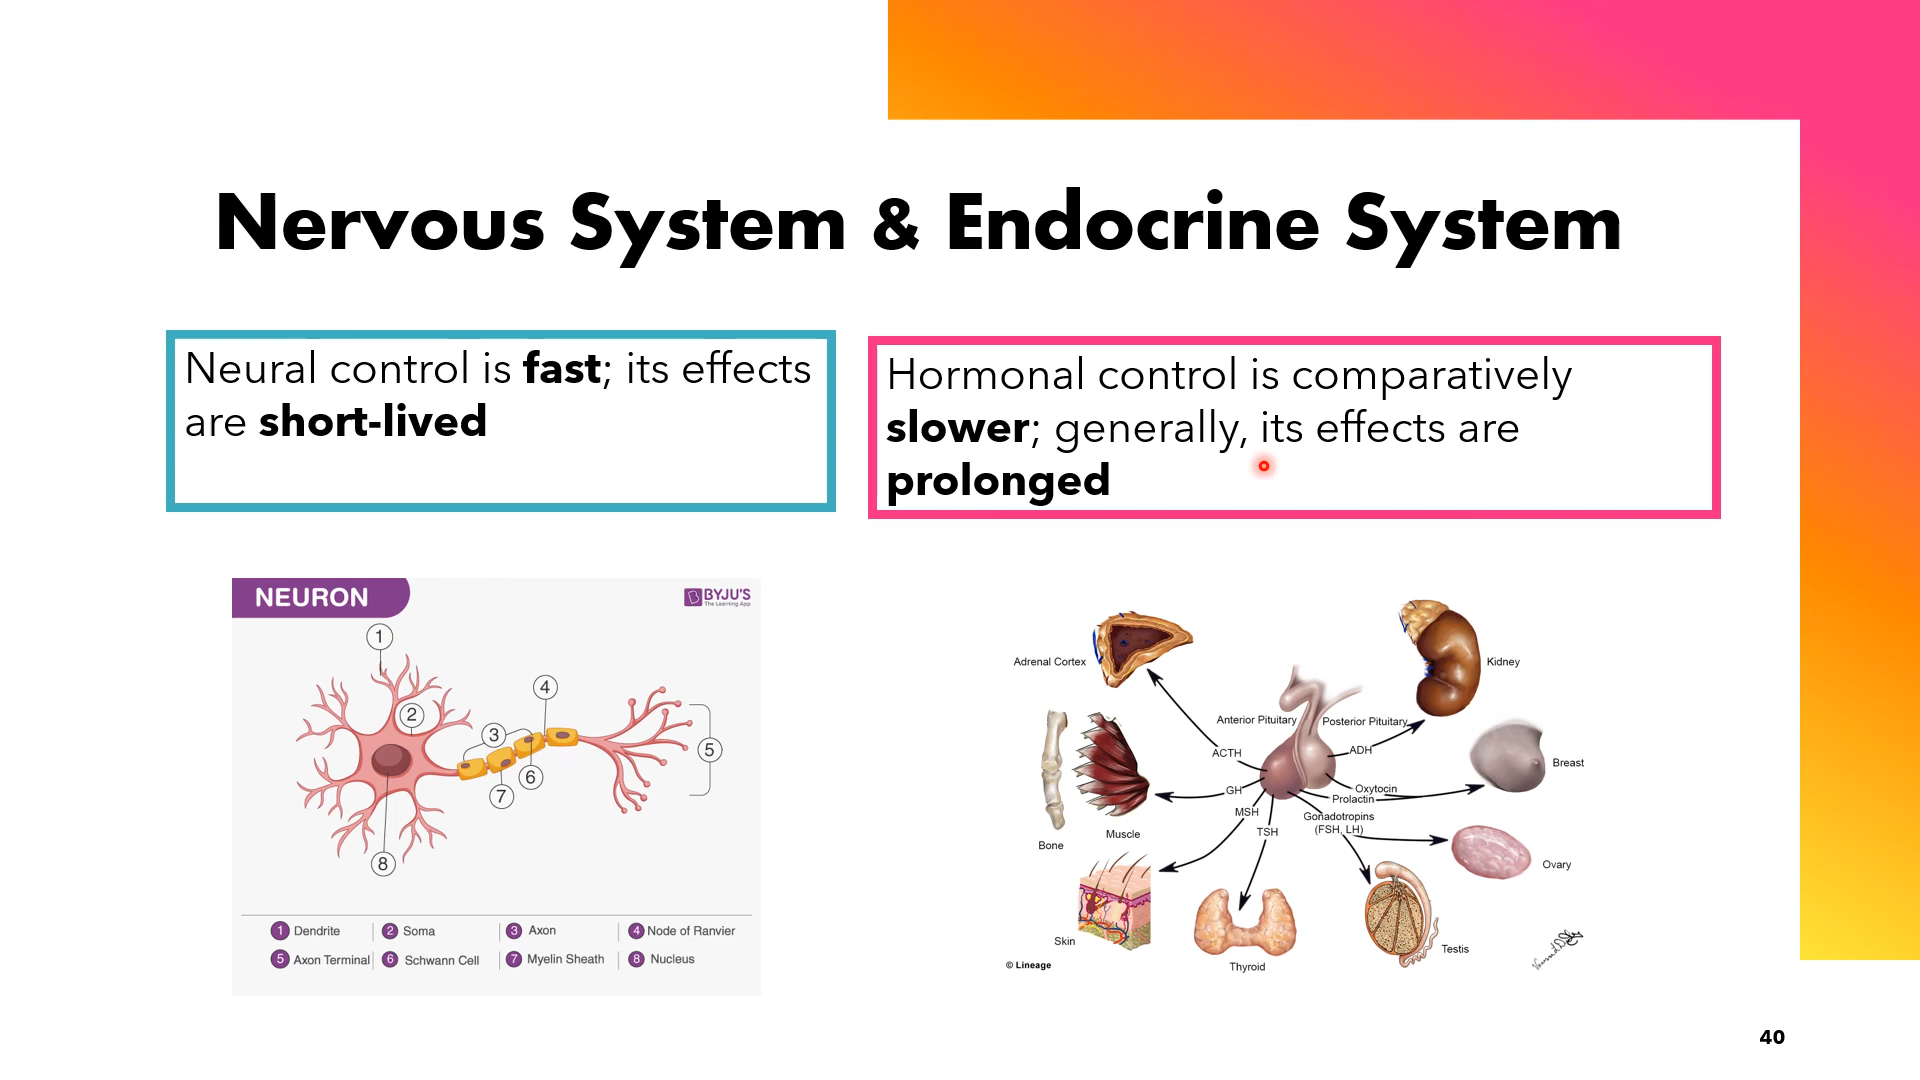 Nervous System & Endocrine System
Neural control is fast; its effects
are short-lived
Hormonal control is comparatively
slower; generally, its effects are
prolonged
NEURON
BYJU'S
The Learning App
1
2
3
4
5
6
7
8
1 Dendrite
2 Soma
3 Axon
4 Node of Ranvier
5 Axon Terminal
6 Schwann Cell
7 Myelin Sheath
8 Nucleus
Adrenal Cortex
Kidney
Anterior Pituitary
Posterior Pituitary
ACTH
ADH
Breast
GH
Oxytocin
Prolactin
MSH
Gonadotropins
(FSH, LH)
TSH
Muscle
Bone
Ovary
Skin
Testis
Thyroid
© Lineage
40